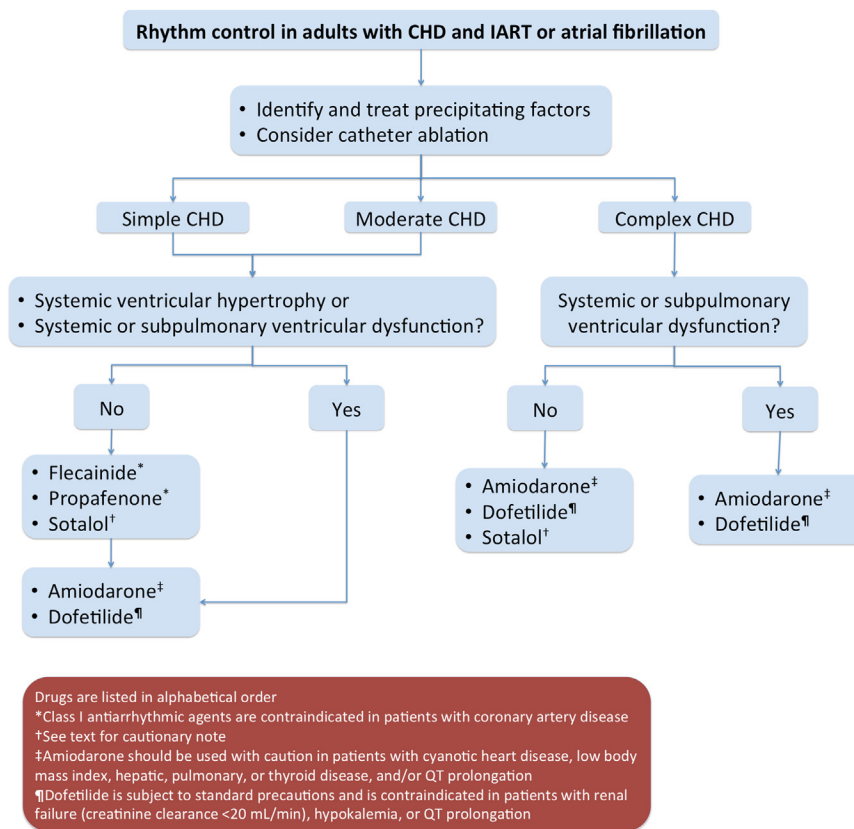 Rhythm control in adults with CHD and IART or atrial fibrillation
• Identify and treat precipitating factors
• Consider catheter ablation
Simple CHD
Moderate CHD
Complex CHD
• Systemic ventricular hypertrophy or
• Systemic or subpulmonary ventricular dysfunction?
Systemic or subpulmonary
ventricular dysfunction?
No
Yes
No
Yes
• Flecainide*
• Propafenone*
• Sotalol†
• Amiodarone‡
• Dofetilide¶
• Sotalol†
• Amiodarone‡
• Dofetilide¶
• Amiodarone‡
• Dofetilide¶
Drugs are listed in alphabetical order
*Class I antiarrhythmic agents are contraindicated in patients with coronary artery disease
†See text for cautionary note
‡Amiodarone should be used with caution in patients with cyanotic heart disease, low body
mass index, hepatic, pulmonary, or thyroid disease, and/or QT prolongation
¶Dofetilide is subject to standard precautions and is contraindicated in patients with renal
failure (creatinine clearance <20 mL/min), hypokalemia, or QT prolongation